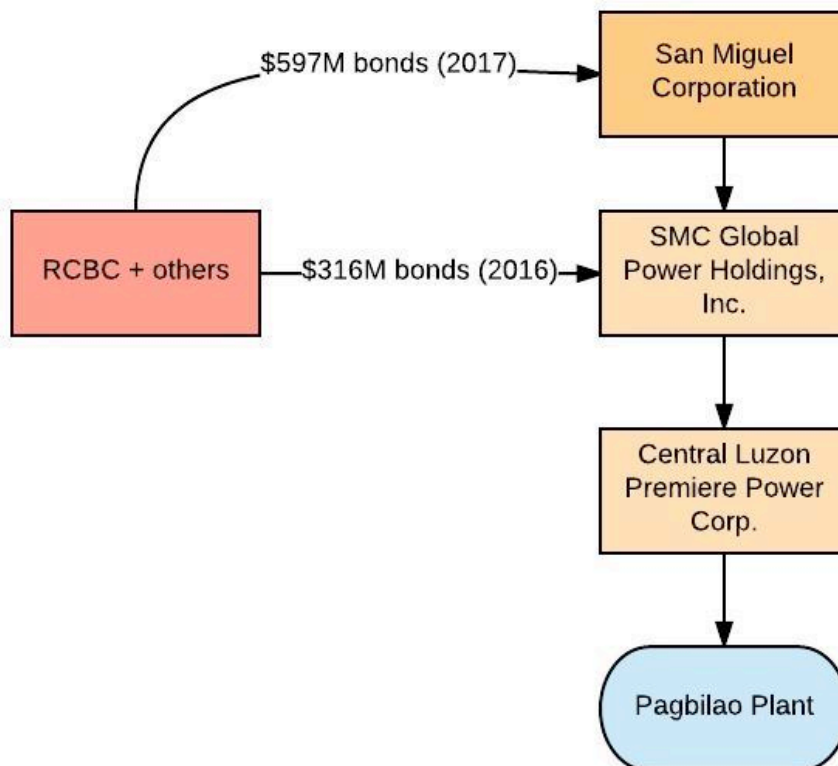 $597M bonds (2017)
San Miguel
Corporation
RCBC + others
$316M bonds (2016)
SMC Global
Power Holdings,
Inc.
Central Luzon
Premiere Power
Corp.
Pagbilao Plant